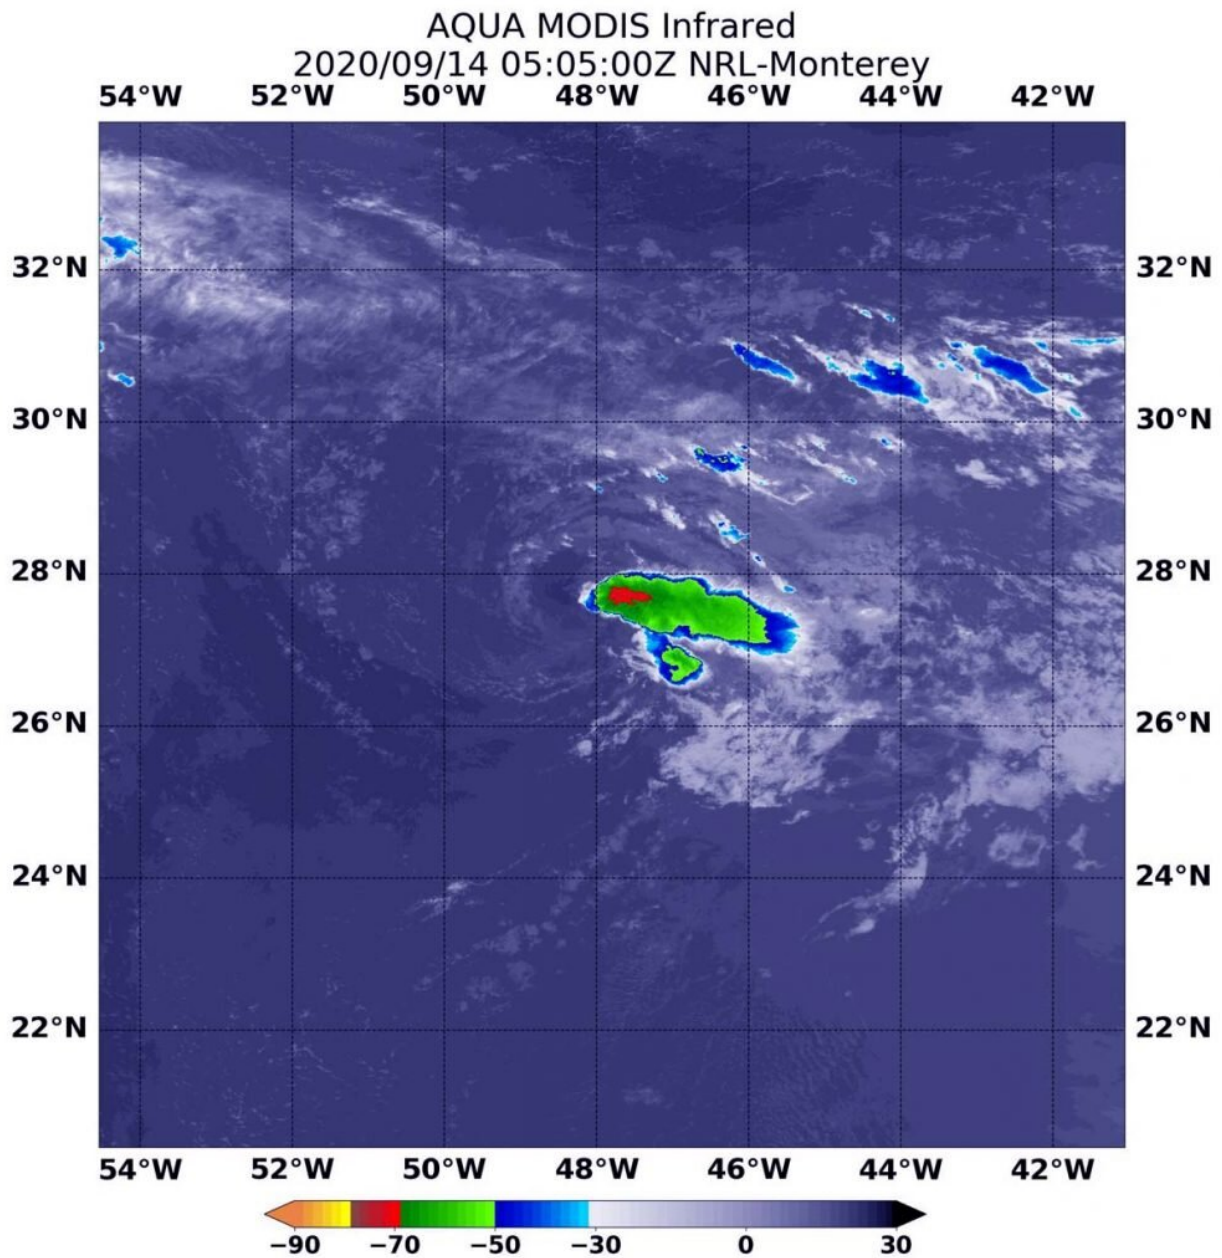 AQUA MODIS Infrared
2020/09/14 05:05:00Z NRL-Monterey
54°W 52°W 50°W 48°W 46°W 44°W 42°W
32°N 32°N
30°N 30°N
28°N 28°N
26°N 26°N
24°N 24°N
22°N 22°N
54°W 52°W 50°W 48°W 46°W 44°W 42°W
−90 −70 −50 −30 0 30